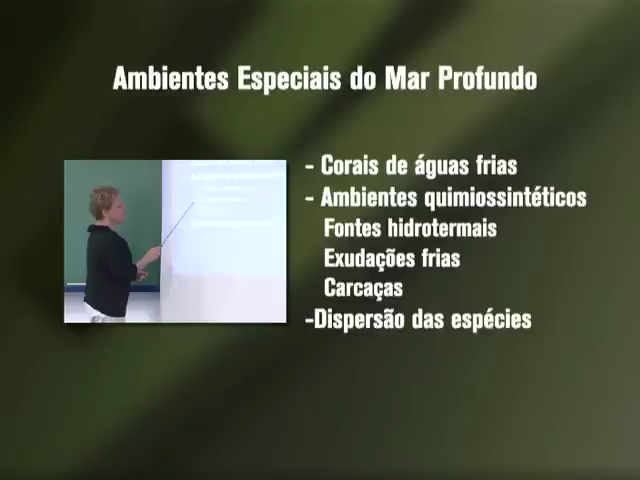 Ambientes Especiais do Mar Profundo
- Corais de águas frias
- Ambientes quimiossintéticos
Fontes hidrotermais
Exudações frias
Carcaças
-Dispersão das espécies